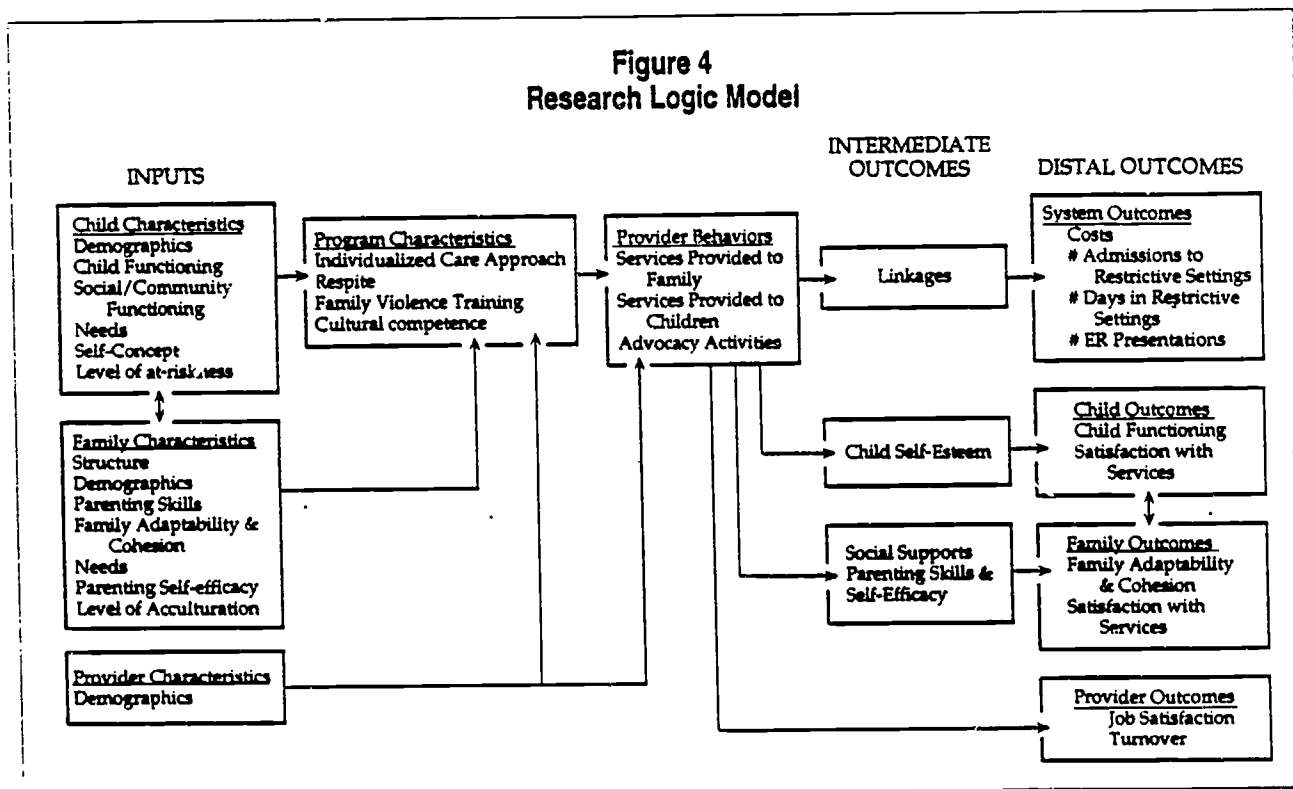 Figure 4
Research Logic Model
INPUTS
INTERMEDIATE
OUTCOMES
DISTAL OUTCOMES
Child Characteristics
Demographics
Child Functioning
Social/Community
Functioning
Needs
Self-Concept
Level of at-riskness
Family Characteristics
Structure
Demographics
Parenting Skills
Family Adaptability &
Cohesion
Needs
Parenting Self-efficacy
Level of Acculturation
Provider Characteristics
Demographics
Program Characteristics
Individualized Care Approach
Respite
Family Violence Training
Cultural competence
Provider Behaviors
Services Provided to
Family
Services Provided to
Children
Advocacy Activities
Linkages
Child Self-Esteem
Social Supports
Parenting Skills &
Self-Efficacy
System Outcomes
Costs
# Admissions to
Restrictive Settings
# Days in Restrictive
Settings
# ER Presentations
Child Outcomes
Child Functioning
Satisfaction with
Services
Family Outcomes
Family Adaptability
& Cohesion
Satisfaction with
Services
Provider Outcomes
Job Satisfaction
Turnover